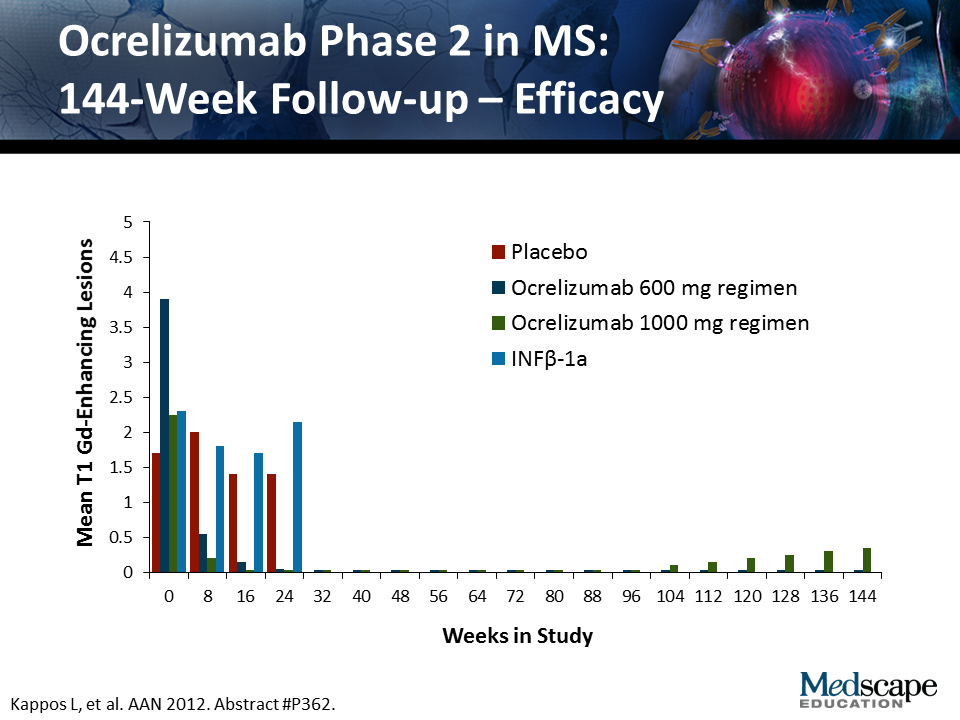 Ocrelizumab Phase 2 in MS:
144-Week Follow-up – Efficacy
Mean T1 Gd-Enhancing Lesions
5
4.5
4
3.5
3
2.5
2
1.5
1
0.5
0
Placebo
Ocrelizumab 600 mg regimen
Ocrelizumab 1000 mg regimen
INFβ-1a
0 8 16 24 32 40 48 56 64 72 80 88 96 104 112 120 128 136 144
Weeks in Study
Kappos L, et al. AAN 2012. Abstract #P362.
Medscape
EDUCATION